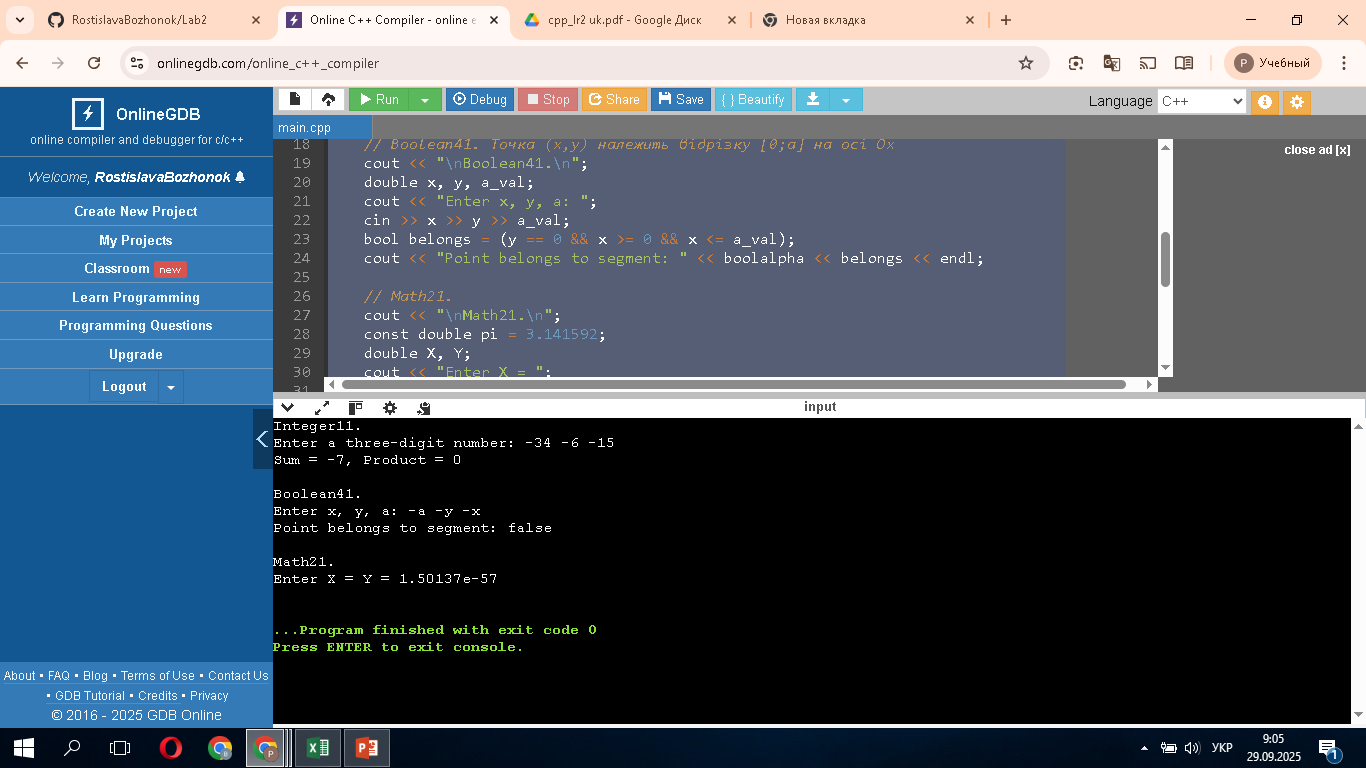 RostislavaBozhonok/Lab2
Online C++ Compiler - online e
cpp_lr2 uk.pdf - Google Диск
Новая вкладка
onlinegdb.com/online_c++_compiler
P Учебный
OnlineGDB
online compiler and debugger for c/c++
Welcome, RostislavaBozhonok
Create New Project
My Projects
Classroom new
Learn Programming
Programming Questions
Upgrade
Logout
About • FAQ • Blog • Terms of Use • Contact Us
• GDB Tutorial • Credits • Privacy
© 2016 - 2025 GDB Online
Run Debug Stop Share Save { } Beautify
Language C++
main.cpp
close ad [x]
18 // Boolean41. Точка (x,y) належить відрізку [0;a] на осі Ox
19 cout << "\nBoolean41.\n";
20 double x, y, a_val;
21 cout << "Enter x, y, a: ";
22 cin >> x >> y >> a_val;
23 bool belongs = (y == 0 && x >= 0 && x <= a_val);
24 cout << "Point belongs to segment: " << boolalpha << belongs << endl;
25
26 // Math21.
27 cout << "\nMath21.\n";
28 const double pi = 3.141592;
29 double X, Y;
30 cout << "Enter X = ";
31
input
Integer11.
Enter a three-digit number: -34 -6 -15
Sum = -7, Product = 0
Boolean41.
Enter x, y, a: -a -y -x
Point belongs to segment: false
Math21.
Enter X = Y = 1.50137e-57
...Program finished with exit code 0
Press ENTER to exit console.
УКР
9:05
29.09.2025
1